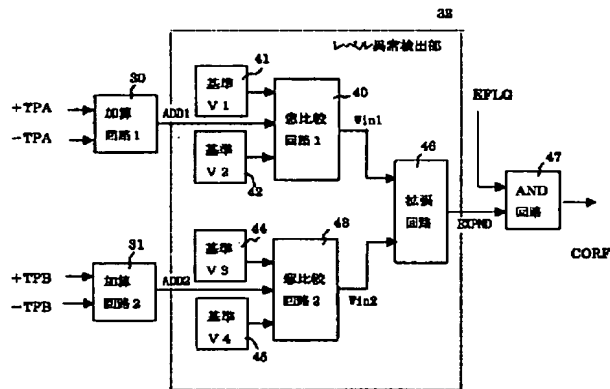 32
レベル異常検出部
41
基準
V1
30
+TPA
-TPA
加算
回路1
ADD1
40
窓比較
回路1
Win1
基準
V2
42
EFLG
46
拡張
回路
47
AND
回路
EXPND
CORF
44
基準
V3
31
+TPB
-TPB
加算
回路2
ADD2
43
窓比較
回路2
Win2
基準
V4
45